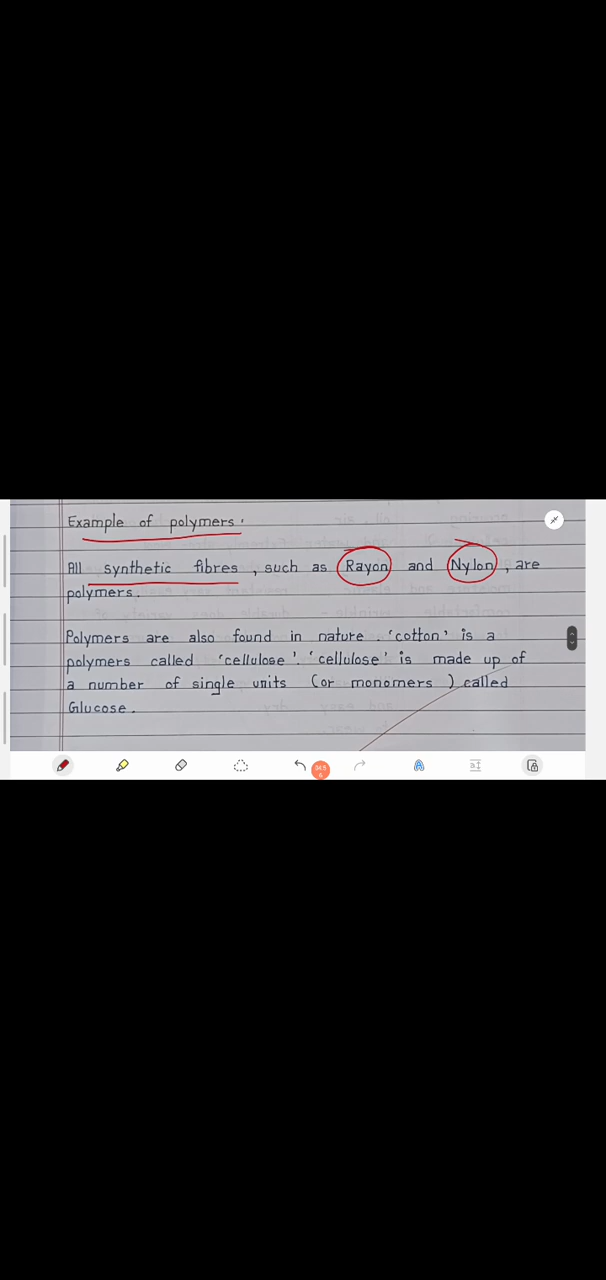 Example of polymers.
All synthetic fibres, such as Rayon and Nylon, are
polymers.
Polymers are also found in nature. 'cotton' is a
polymers called 'cellulose'. 'cellulose' is made up of
a number of single units (or monomers) called
Glucose.